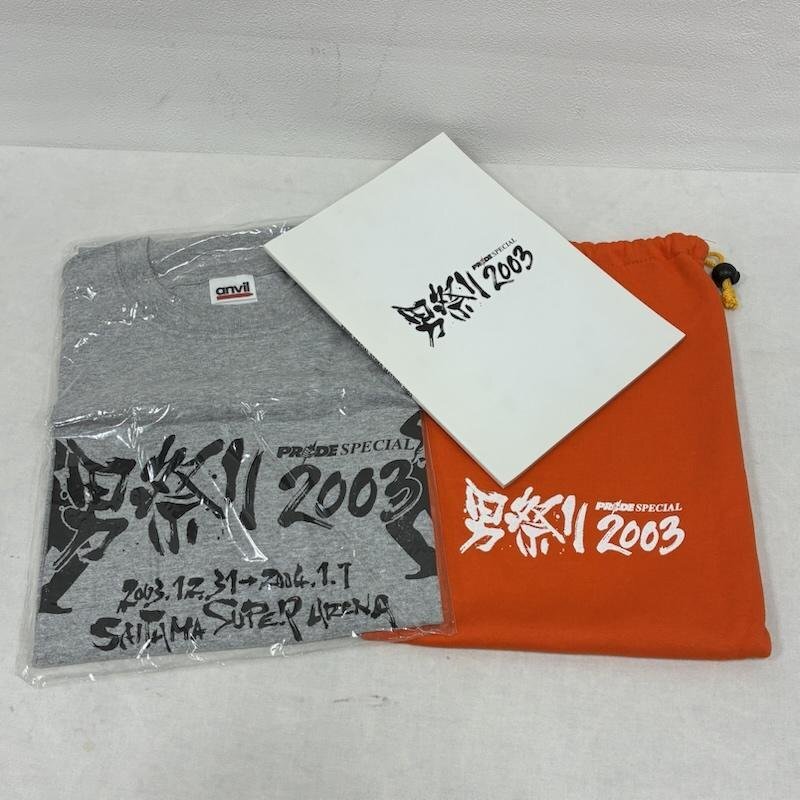 anvil
PRIDE SPECIAL
男祭り 2003
2003.12.31→2004.1.1
SAITAMA SUPER ARENA
PRIDE SPECIAL
男祭り 2003
PRIDE SPECIAL
男祭り 2003